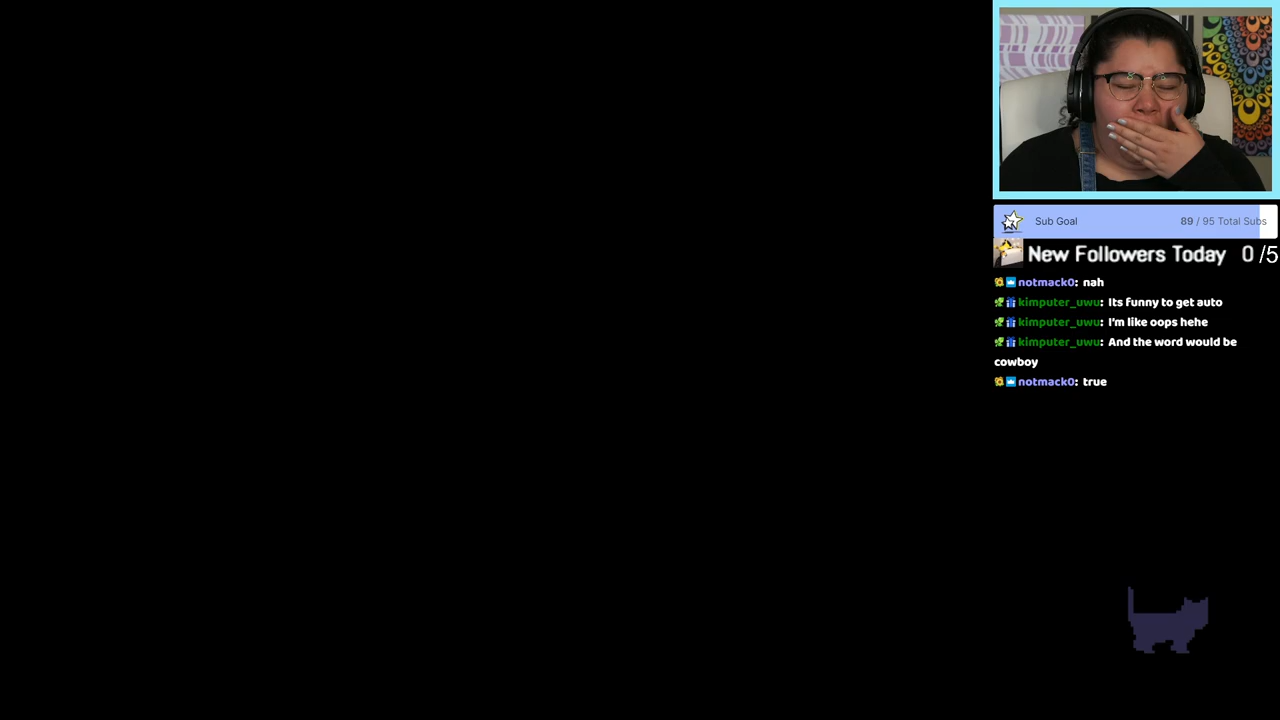 Sub Goal 89 / 95 Total Subs
New Followers Today 0 /5
notmack0: nah
kimputer_uwu: Its funny to get auto
kimputer_uwu: I'm like oops hehe
kimputer_uwu: And the word would be
cowboy
notmack0: true